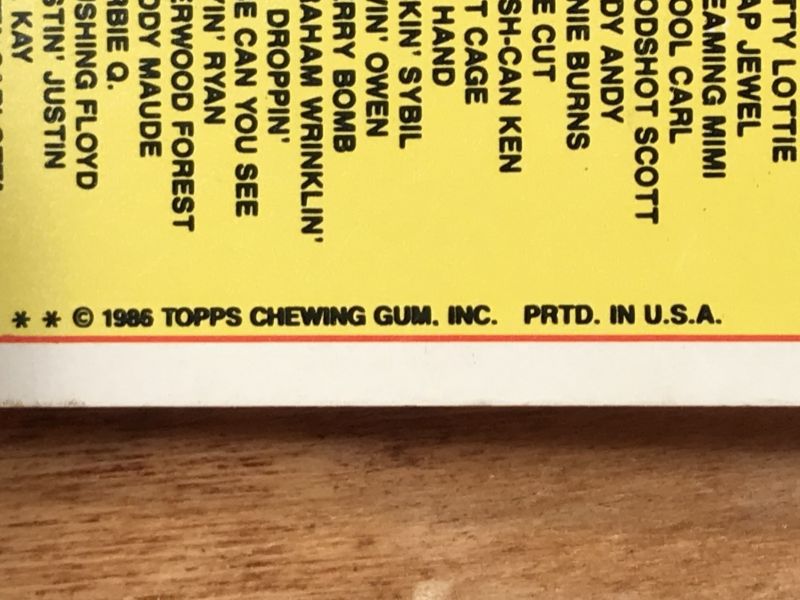 TTY LOTTIE
AP JEWEL
EAMING MIMI
OOL CARL
ODSHOT SCOTT
DY ANDY
NIE BURNS
E CUT
SH-CAN KEN
T CAGE
HAND
KIN' SYBIL
VIN' OWEN
RRY BOMB
AHAM WRINKLIN'
DROPPIN'
E CAN YOU SEE
IN' RYAN
ERWOOD FOREST
DDY MAUDE
RBIE Q.
SHING FLOYD
STIN' JUSTIN
KAY
* * © 1986 TOPPS CHEWING GUM, INC. PRTD. IN U.S.A.